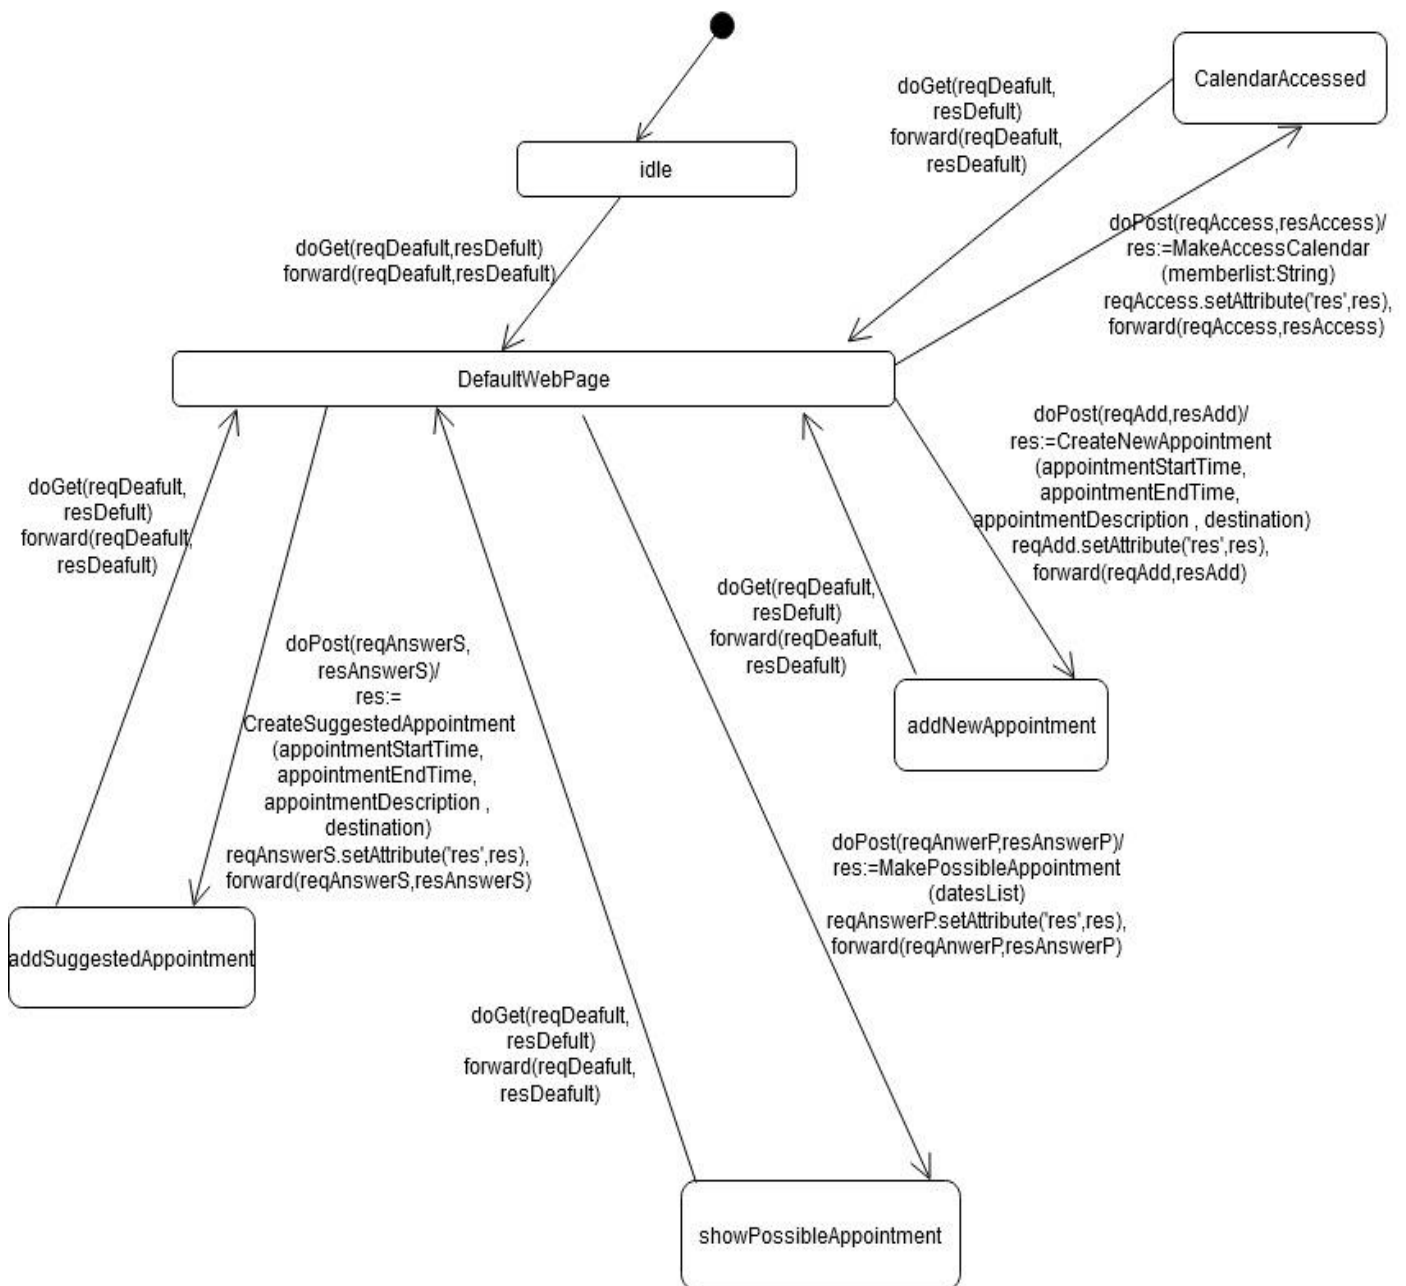 CalendarAccessed
doGet(reqDeafult,
resDefult)
forward(reqDeafult,
resDeafult)
idle
doPost(reqAccess,resAccess)/
res:=MakeAccessCalendar
(memberlist:String)
reqAccess.setAttribute('res',res),
forward(reqAccess,resAccess)
doGet(reqDeafult,resDefult)
forward(reqDeafult,resDeafult)
DefaultWebPage
doPost(reqAdd,resAdd)/
res:=CreateNewAppointment
(appointmentStartTime,
appointmentEndTime,
appointmentDescription , destination)
reqAdd.setAttribute('res',res),
forward(reqAdd,resAdd)
doGet(reqDeafult,
resDefult)
forward(reqDeafult,
resDeafult)
doGet(reqDeafult,
resDefult)
forward(reqDeafult,
resDeafult)
doPost(reqAnswerS,
resAnswerS)/
res:=
CreateSuggestedAppointment
(appointmentStartTime,
appointmentEndTime,
appointmentDescription ,
destination)
reqAnswerS.setAttribute('res',res),
forward(reqAnswerS,resAnswerS)
addNewAppointment
doPost(reqAnwerP,resAnswerP)/
res:=MakePossibleAppointment
(datesList)
reqAnswerP.setAttribute('res',res),
forward(reqAnwerP,resAnswerP)
addSuggestedAppointment
doGet(reqDeafult,
resDefult)
forward(reqDeafult,
resDeafult)
showPossibleAppointment